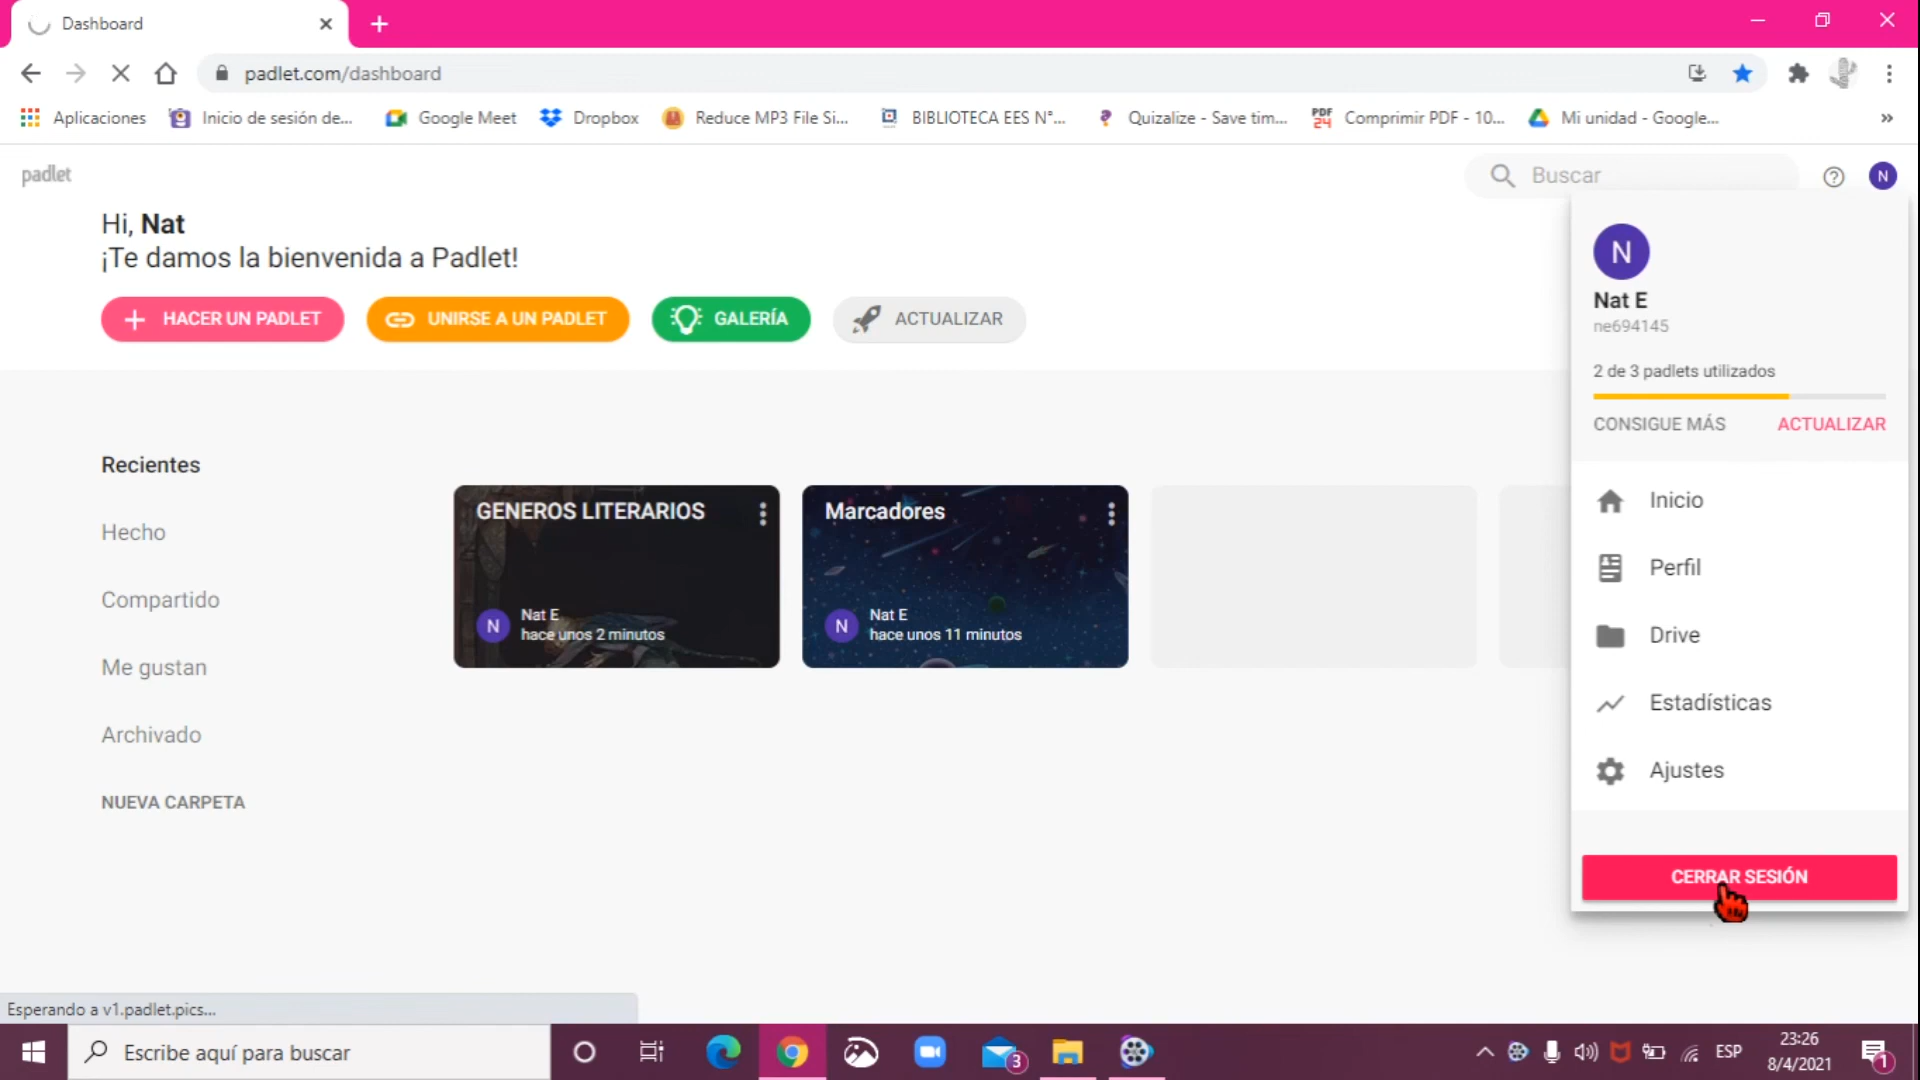 Dashboard
padlet.com/dashboard
Aplicaciones
Inicio de sesión de...
Google Meet
Dropbox
Reduce MP3 File Si...
BIBLIOTECA EES N°...
Quizalize - Save tim...
PDF
24
Comprimir PDF - 10...
Mi unidad - Google...
»
padlet
Buscar
N
Hi, Nat
¡Te damos la bienvenida a Padlet!
HACER UN PADLET
UNIRSE A UN PADLET
GALERÍA
ACTUALIZAR
N
Nat E
ne694145
2 de 3 padlets utilizados
CONSIGUE MÁS
ACTUALIZAR
Recientes
Hecho
Compartido
Me gustan
Archivado
NUEVA CARPETA
GENEROS LITERARIOS
N
Nat E
hace unos 2 minutos
Marcadores
N
Nat E
hace unos 11 minutos
Inicio
Perfil
Drive
Estadísticas
Ajustes
CERRAR SESIÓN
Esperando a v1.padlet.pics...
Escribe aquí para buscar
3
ESP
23:26
8/4/2021
1